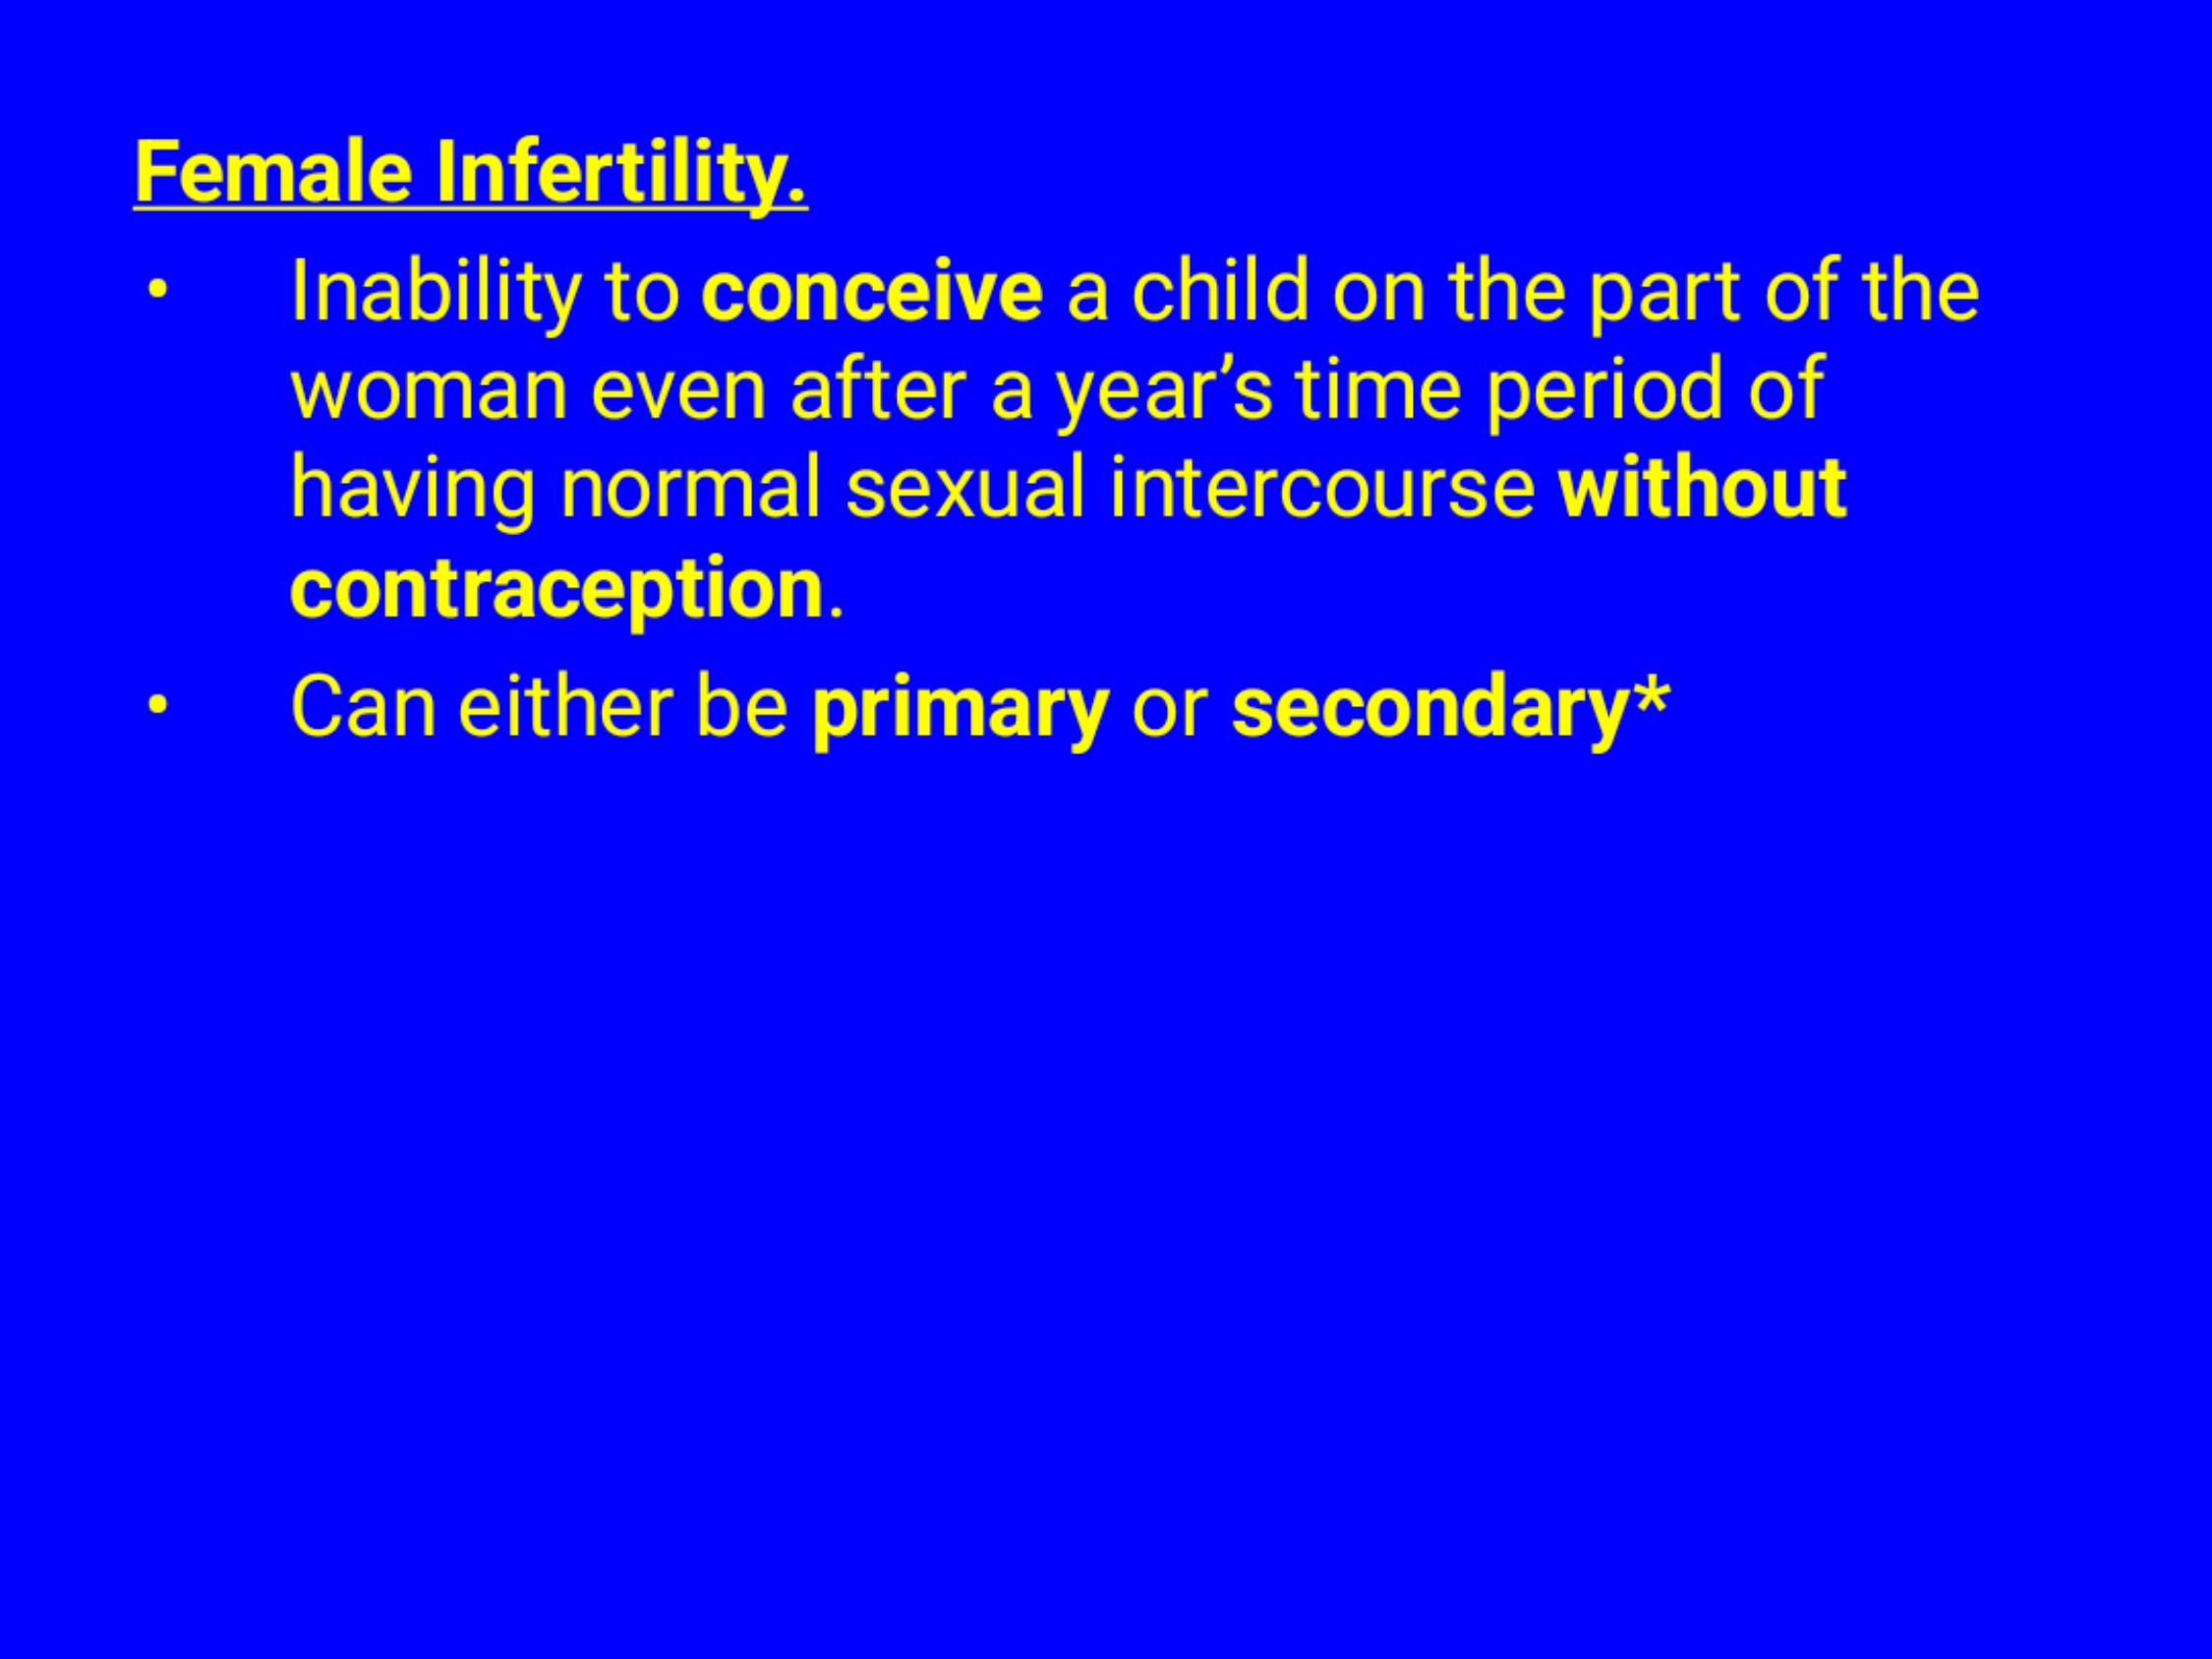 Female Infertility.
• Inability to conceive a child on the part of the
woman even after a year’s time period of
having normal sexual intercourse without
contraception.
• Can either be primary or secondary*